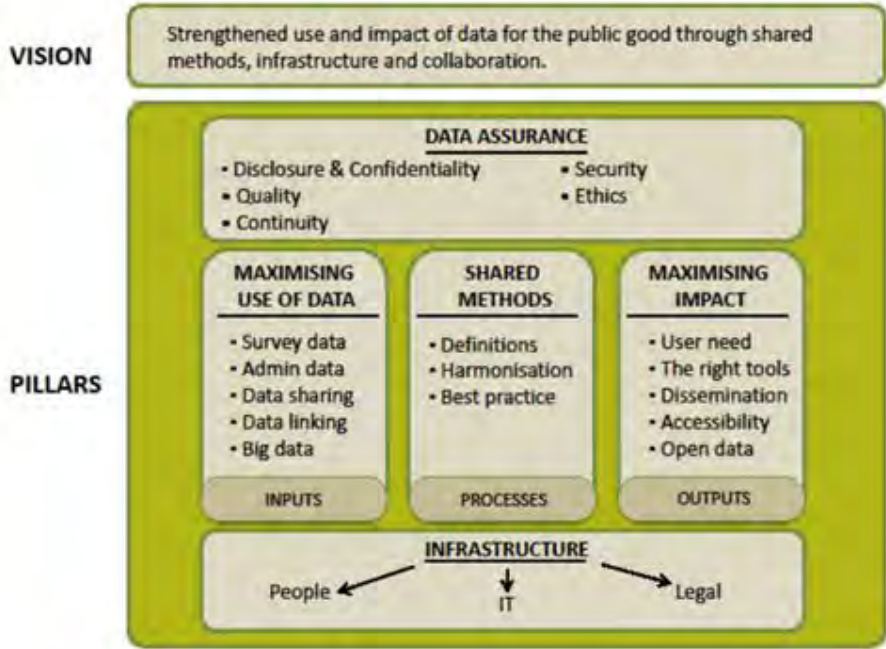 VISION
Strengthened use and impact of data for the public good through shared
methods, infrastructure and collaboration.
PILLARS
DATA ASSURANCE
• Disclosure & Confidentiality
• Quality
• Continuity
• Security
• Ethics
MAXIMISING
USE OF DATA
• Survey data
• Admin data
• Data sharing
• Data linking
• Big data
INPUTS
SHARED
METHODS
• Definitions
• Harmonisation
• Best practice
PROCESSES
MAXIMISING
IMPACT
• User need
• The right tools
• Dissemination
• Accessibility
• Open data
OUTPUTS
INFRASTRUCTURE
People
IT
Legal